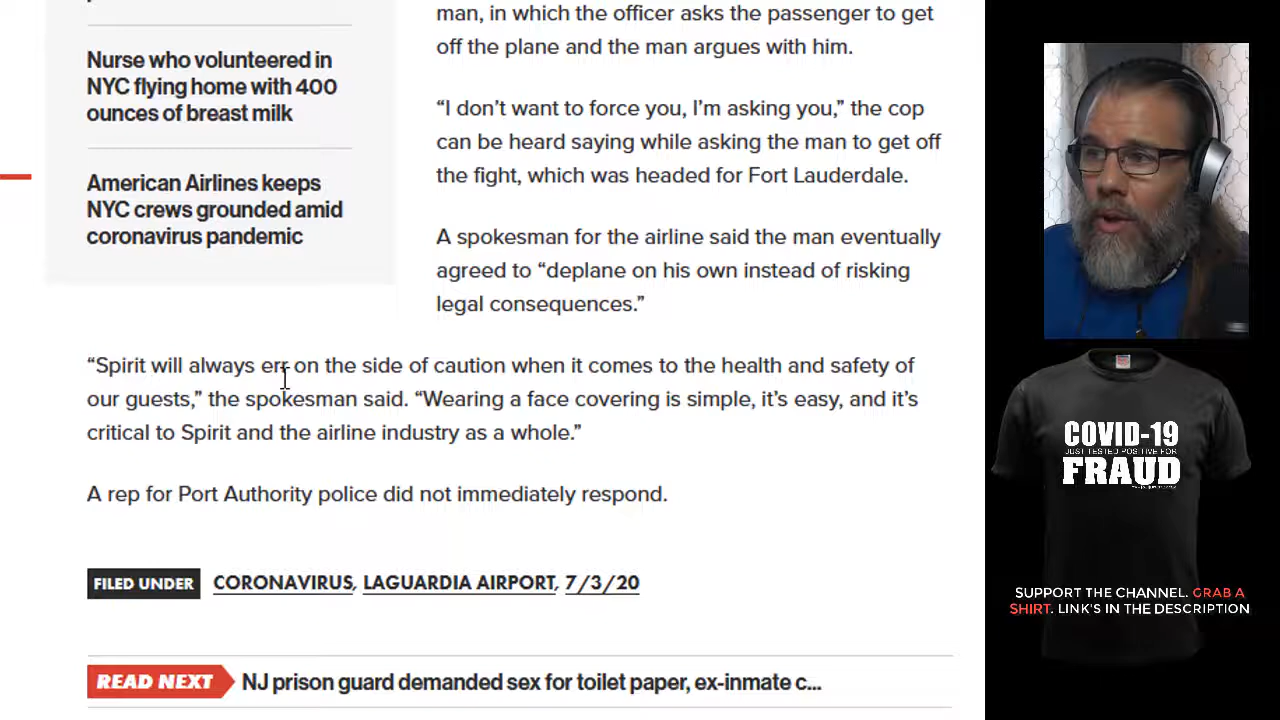 Nurse who volunteered in
NYC flying home with 400
ounces of breast milk
American Airlines keeps
NYC crews grounded amid
coronavirus pandemic
man, in which the officer asks the passenger to get
off the plane and the man argues with him.
“I don’t want to force you, I’m asking you,” the cop
can be heard saying while asking the man to get off
the fight, which was headed for Fort Lauderdale.
A spokesman for the airline said the man eventually
agreed to “deplane on his own instead of risking
legal consequences.”
“Spirit will always err on the side of caution when it comes to the health and safety of
our guests,” the spokesman said. “Wearing a face covering is simple, it’s easy, and it’s
critical to Spirit and the airline industry as a whole.”
A rep for Port Authority police did not immediately respond.
FILED UNDER CORONAVIRUS, LAGUARDIA AIRPORT, 7/3/20
READ NEXT NJ prison guard demanded sex for toilet paper, ex-inmate c...
COVID-19
JUST TESTED POSITIVE FOR
FRAUD
SUPPORT THE CHANNEL. GRAB A
SHIRT. LINK'S IN THE DESCRIPTION